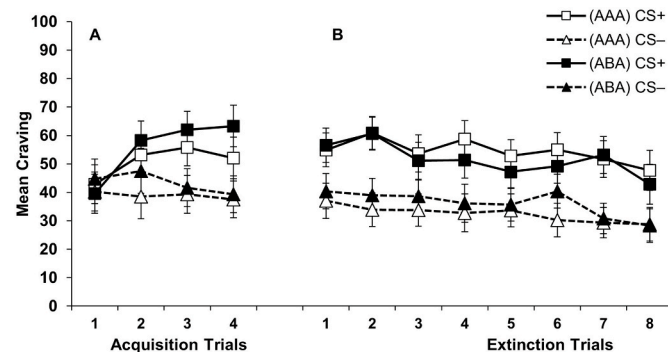 A
B
(AAA) CS+
(AAA) CS–
(ABA) CS+
(ABA) CS–
Mean Craving
100
90
80
70
60
50
40
30
20
10
0
1 2 3 4 1 2 3 4 5 6 7 8
Acquisition Trials Extinction Trials